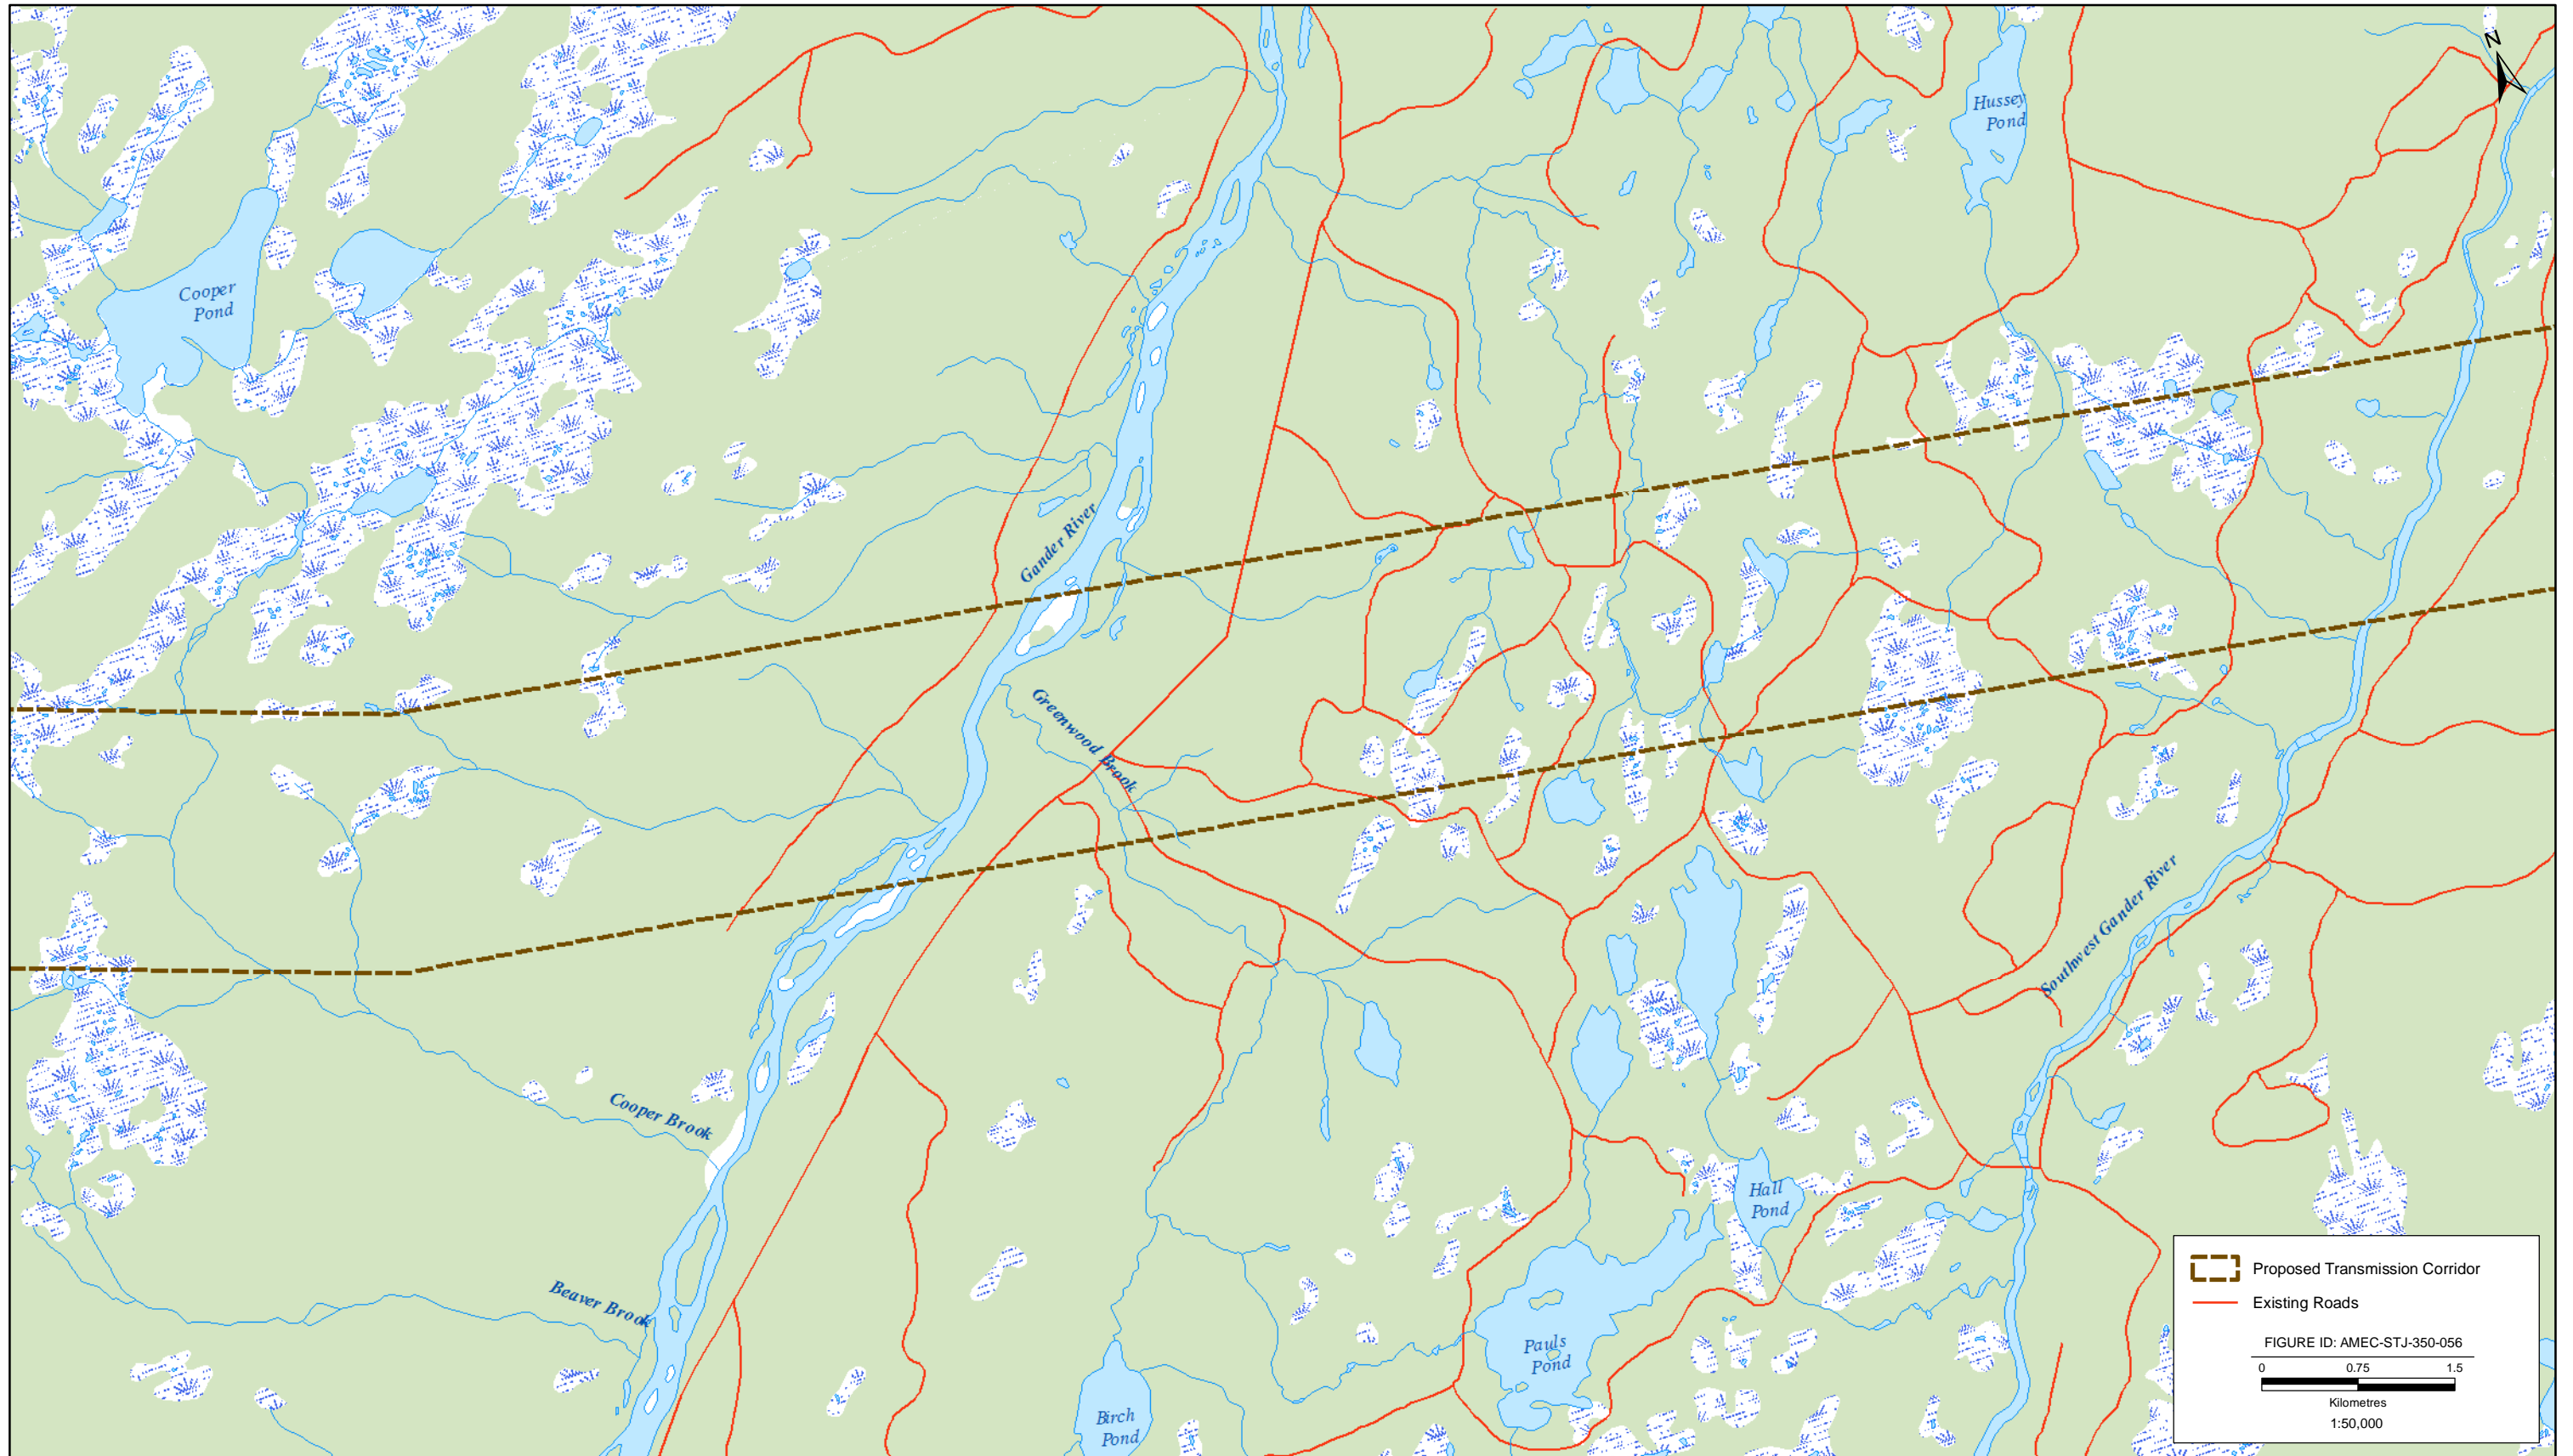 N
Hussey
Pond
Cooper
Pond
Gander River
Greenwood Brook
Southwest Gander River
Cooper Brook
Hall
Pond
Beaver Brook
Pauls
Pond
Birch
Pond
Proposed Transmission Corridor
Existing Roads
FIGURE ID: AMEC-STJ-350-056
0 0.75 1.5
Kilometres
1:50,000